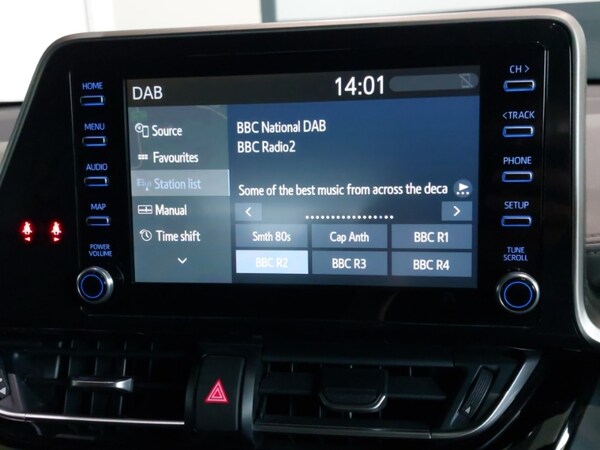 DAB 14:01
HOME
MENU
AUDIO
MAP
POWER
VOLUME
Source
Favourites
Station list
Manual
Time shift
BBC National DAB
BBC Radio2
Some of the best music from across the deca
Smth 80s Cap Anth BBC R1
BBC R2 BBC R3 BBC R4
CH >
< TRACK
PHONE
SETUP
TUNE
SCROLL